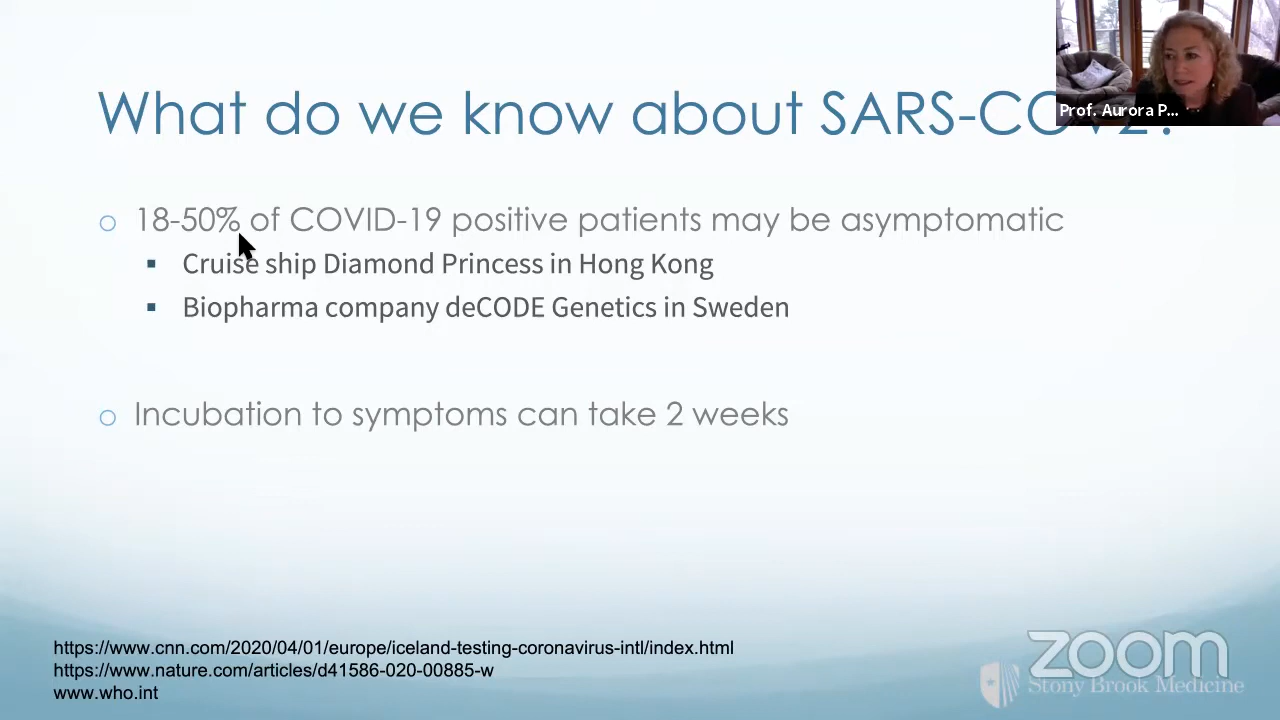 What do we know about SARS-COV2?
Prof. Aurora P...
18-50% of COVID-19 positive patients may be asymptomatic
Cruise ship Diamond Princess in Hong Kong
Biopharma company deCODE Genetics in Sweden
Incubation to symptoms can take 2 weeks
https://www.cnn.com/2020/04/01/europe/iceland-testing-coronavirus-intl/index.html
https://www.nature.com/articles/d41586-020-00885-w
www.who.int
zoom
Stony Brook Medicine